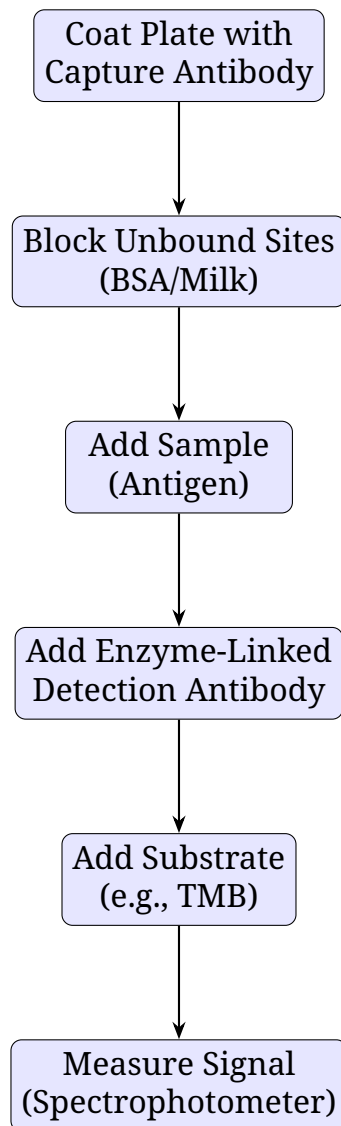 Coat Plate with
Capture Antibody
Block Unbound Sites
(BSA/Milk)
Add Sample
(Antigen)
Add Enzyme-Linked
Detection Antibody
Add Substrate
(e.g., TMB)
Measure Signal
(Spectrophotometer)